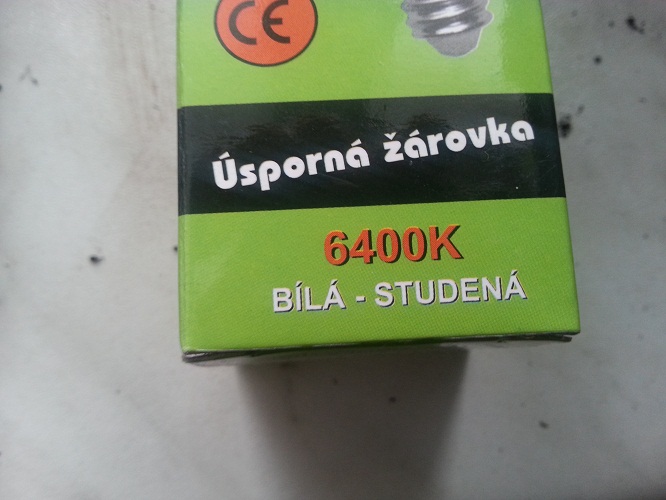 CE
Úsporná žárovka
6400K
BÍLÁ - STUDENÁ